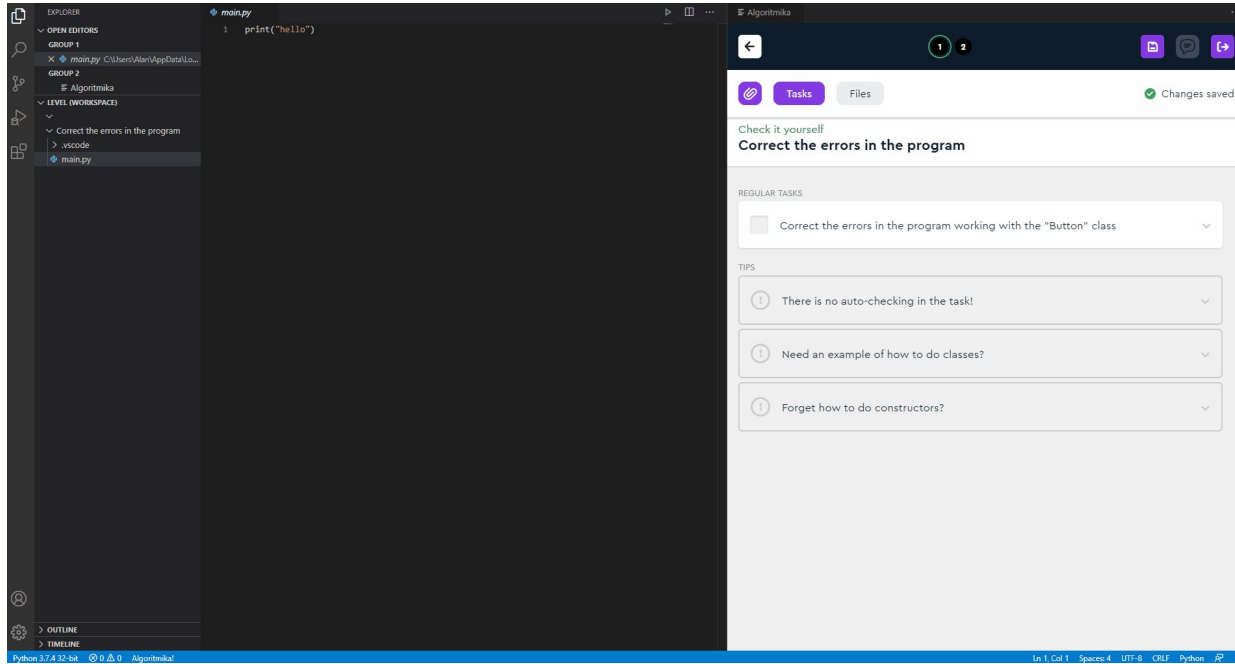 EXPLORER
OPEN EDITORS
GROUP 1
main.py C:\Users\Alan\AppData\Lo...
GROUP 2
Algoritmika
LEVEL (WORKSPACE)
Correct the errors in the program
.vscode
main.py
OUTLINE
TIMELINE
main.py
1 print("hello")
Algoritmika
1 2
Tasks Files Changes saved
Check it yourself
Correct the errors in the program
REGULAR TASKS
Correct the errors in the program working with the "Button" class
TIPS
There is no auto-checking in the task!
Need an example of how to do classes?
Forget how to do constructors?
Python 3.7.4 32-bit 0 0 Algoritmika! Ln 1, Col 1 Spaces: 4 UTF-8 CRLF Python